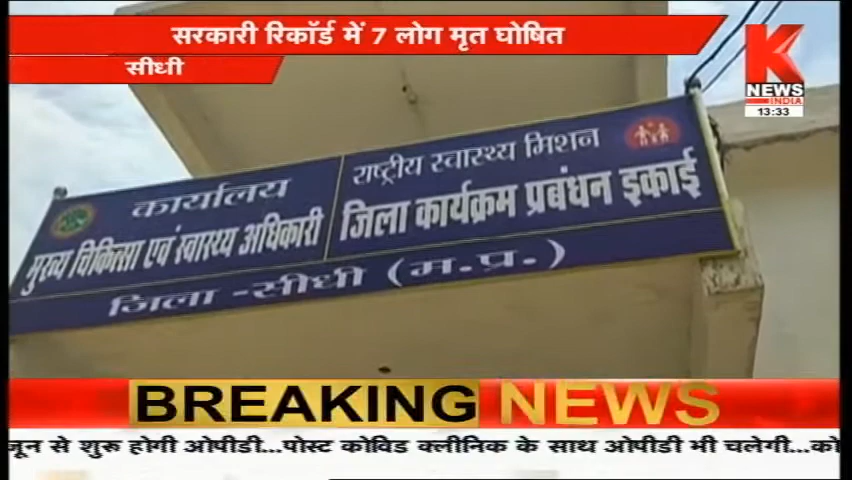 सरकारी रिकॉर्ड में 7 लोग मृत घोषित
सीधी
K
NEWS
INDIA
13:33
कार्यालय
मुख्य चिकित्सा एवं स्वास्थ्य अधिकारी
राष्ट्रीय स्वास्थ्य मिशन
जिला कार्यक्रम प्रबंधन इकाई
जिला -सीधी (म.प्र.)
BREAKING NEWS
जून से शुरू होगी ओपीडी...पोस्ट कोविड क्लीनिक के साथ ओपीडी भी चलेगी...को